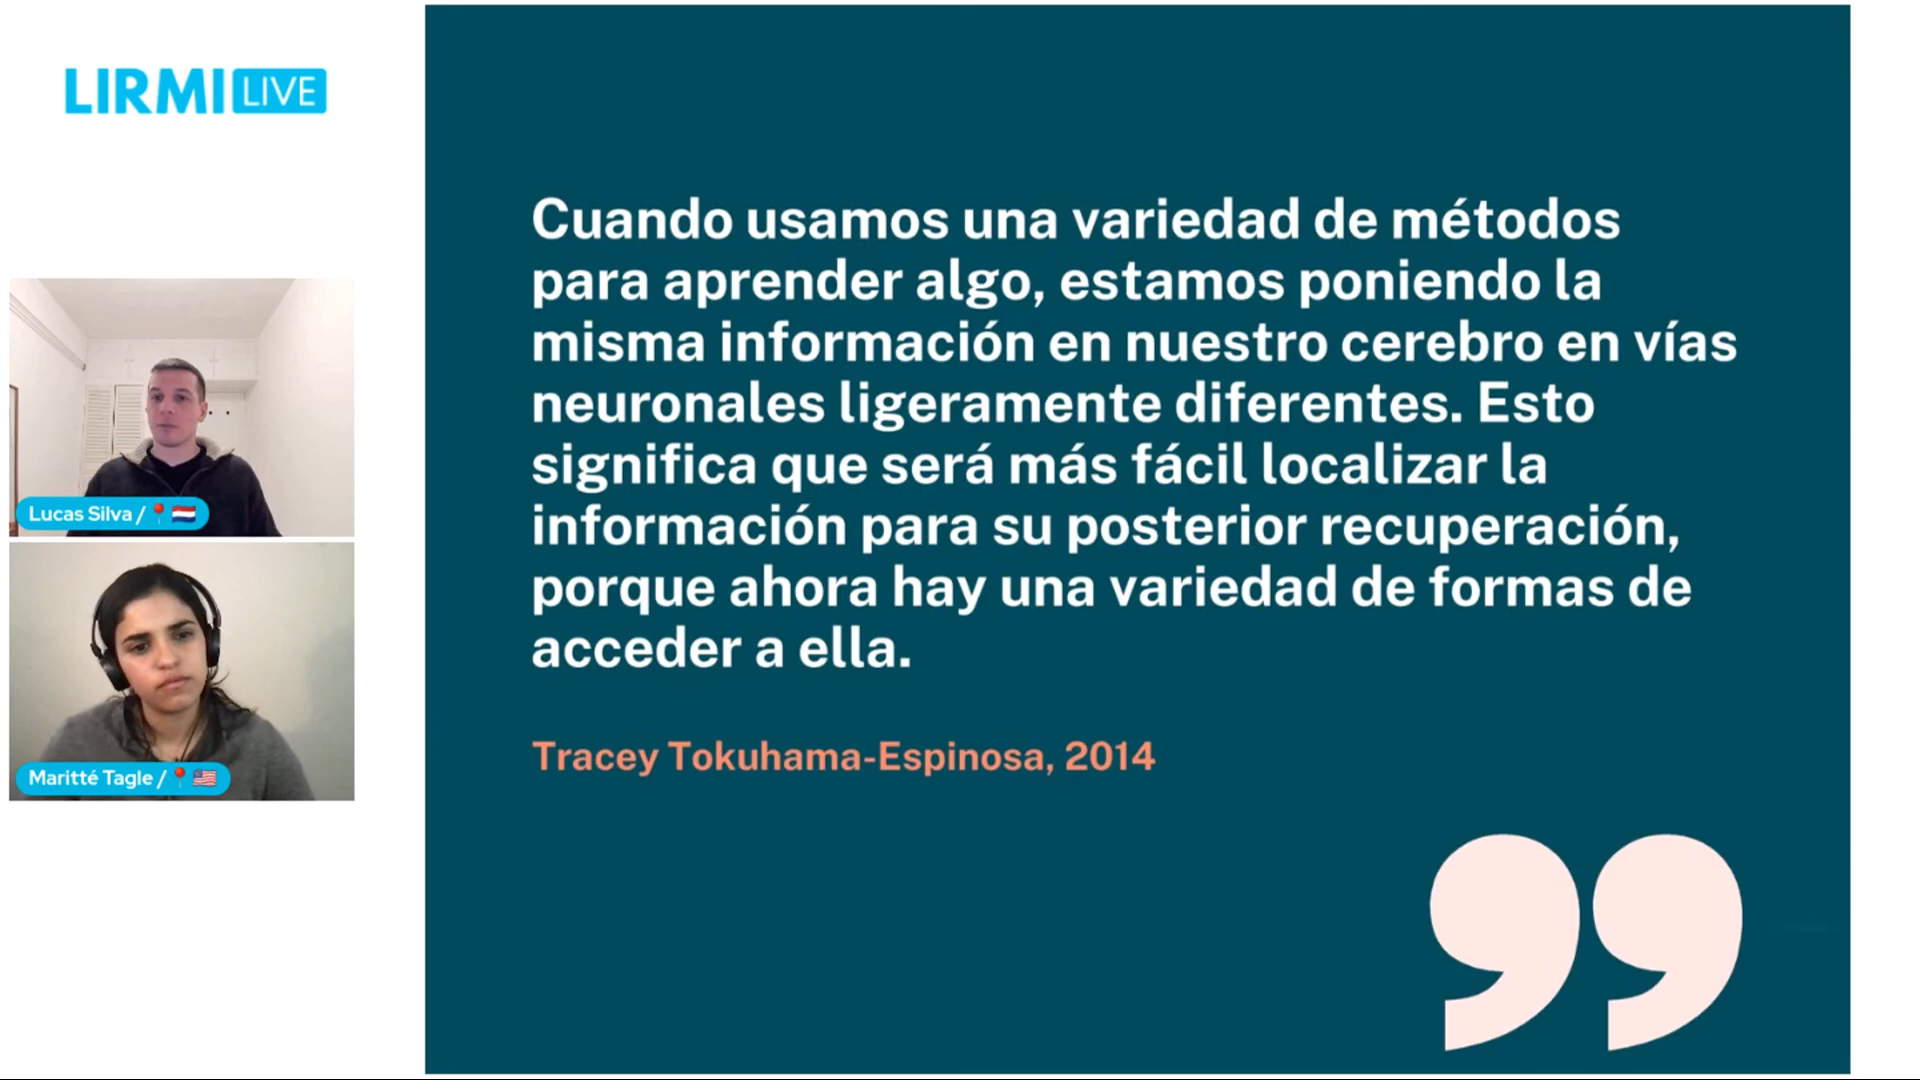 LIRMI LIVE
Cuando usamos una variedad de métodos
para aprender algo, estamos poniendo la
misma información en nuestro cerebro en vías
neuronales ligeramente diferentes. Esto
significa que será más fácil localizar la
información para su posterior recuperación,
porque ahora hay una variedad de formas de
acceder a ella.
Tracey Tokuhama-Espinosa, 2014
Lucas Silva /
Maritté Tagle /